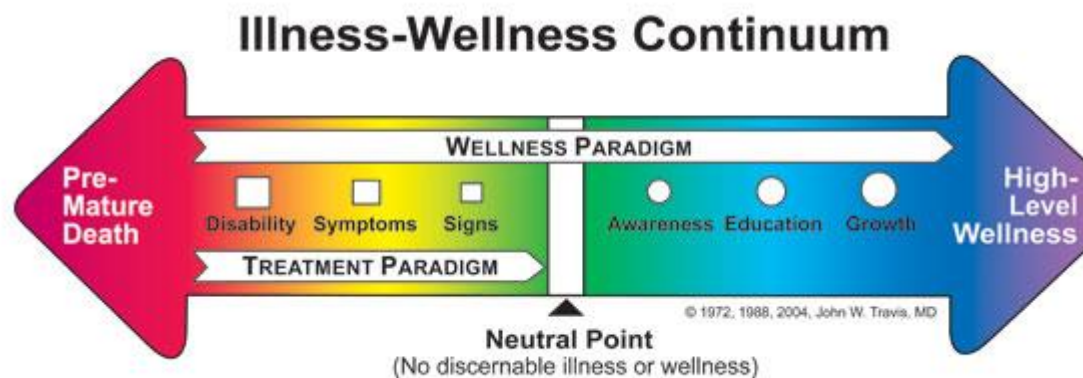 Illness-Wellness Continuum
WELLNESS PARADIGM
Pre-
Mature
Death
Disability Symptoms Signs
Awareness Education Growth
High-
Level
Wellness
TREATMENT PARADIGM
© 1972, 1988, 2004, John W. Travis, MD
Neutral Point
(No discernable illness or wellness)